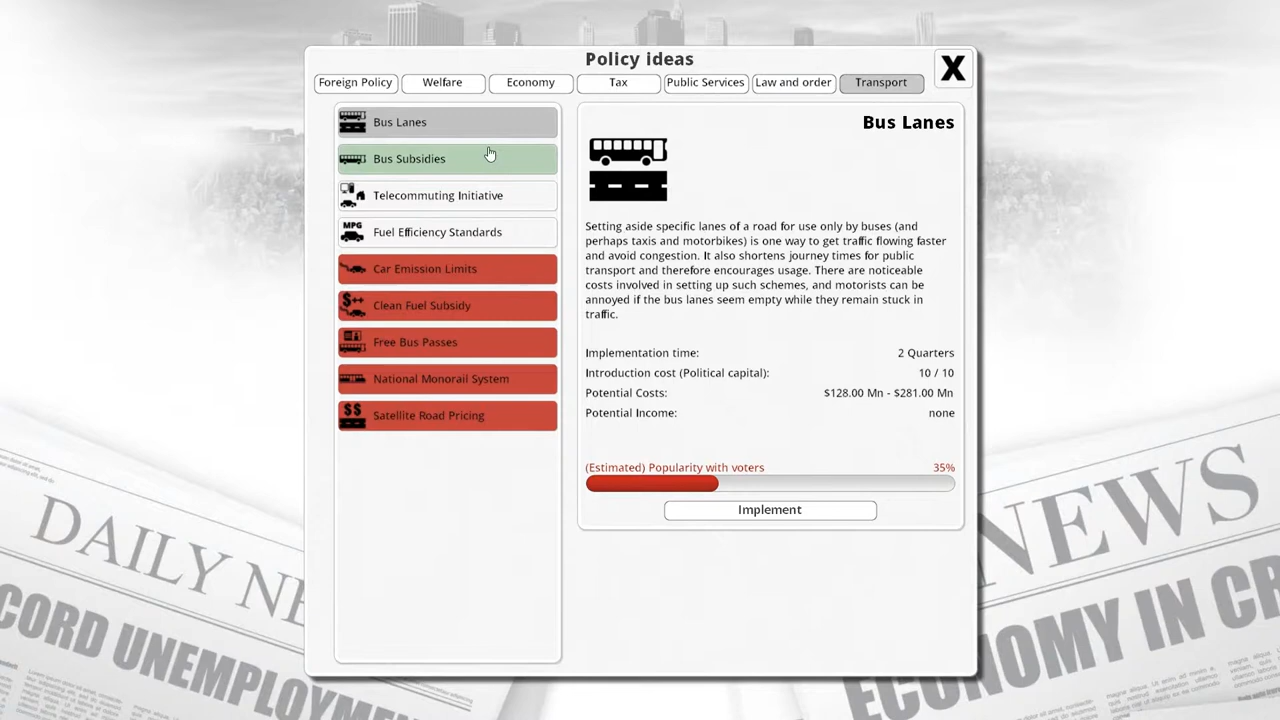 Policy ideas
X
Foreign Policy
Welfare
Economy
Tax
Public Services
Law and order
Transport
Bus Lanes
Bus Subsidies
Telecommuting Initiative
MPG
Fuel Efficiency Standards
Car Emission Limits
$++
Clean Fuel Subsidy
Free Bus Passes
National Monorail System
$$
Satellite Road Pricing
Bus Lanes
Setting aside specific lanes of a road for use only by buses (and
perhaps taxis and motorbikes) is one way to get traffic flowing faster
and avoid congestion. It also shortens journey times for public
transport and therefore encourages usage. There are noticeable
costs involved in setting up such schemes, and motorists can be
annoyed if the bus lanes seem empty while they remain stuck in
traffic.
Implementation time: 2 Quarters
Introduction cost (Political capital): 10 / 10
Potential Costs: $128.00 Mn - $281.00 Mn
Potential Income: none
(Estimated) Popularity with voters 35%
Implement
DAILY NE
CORD UNEMPLOYM
NEWS
ECONOMY IN CR